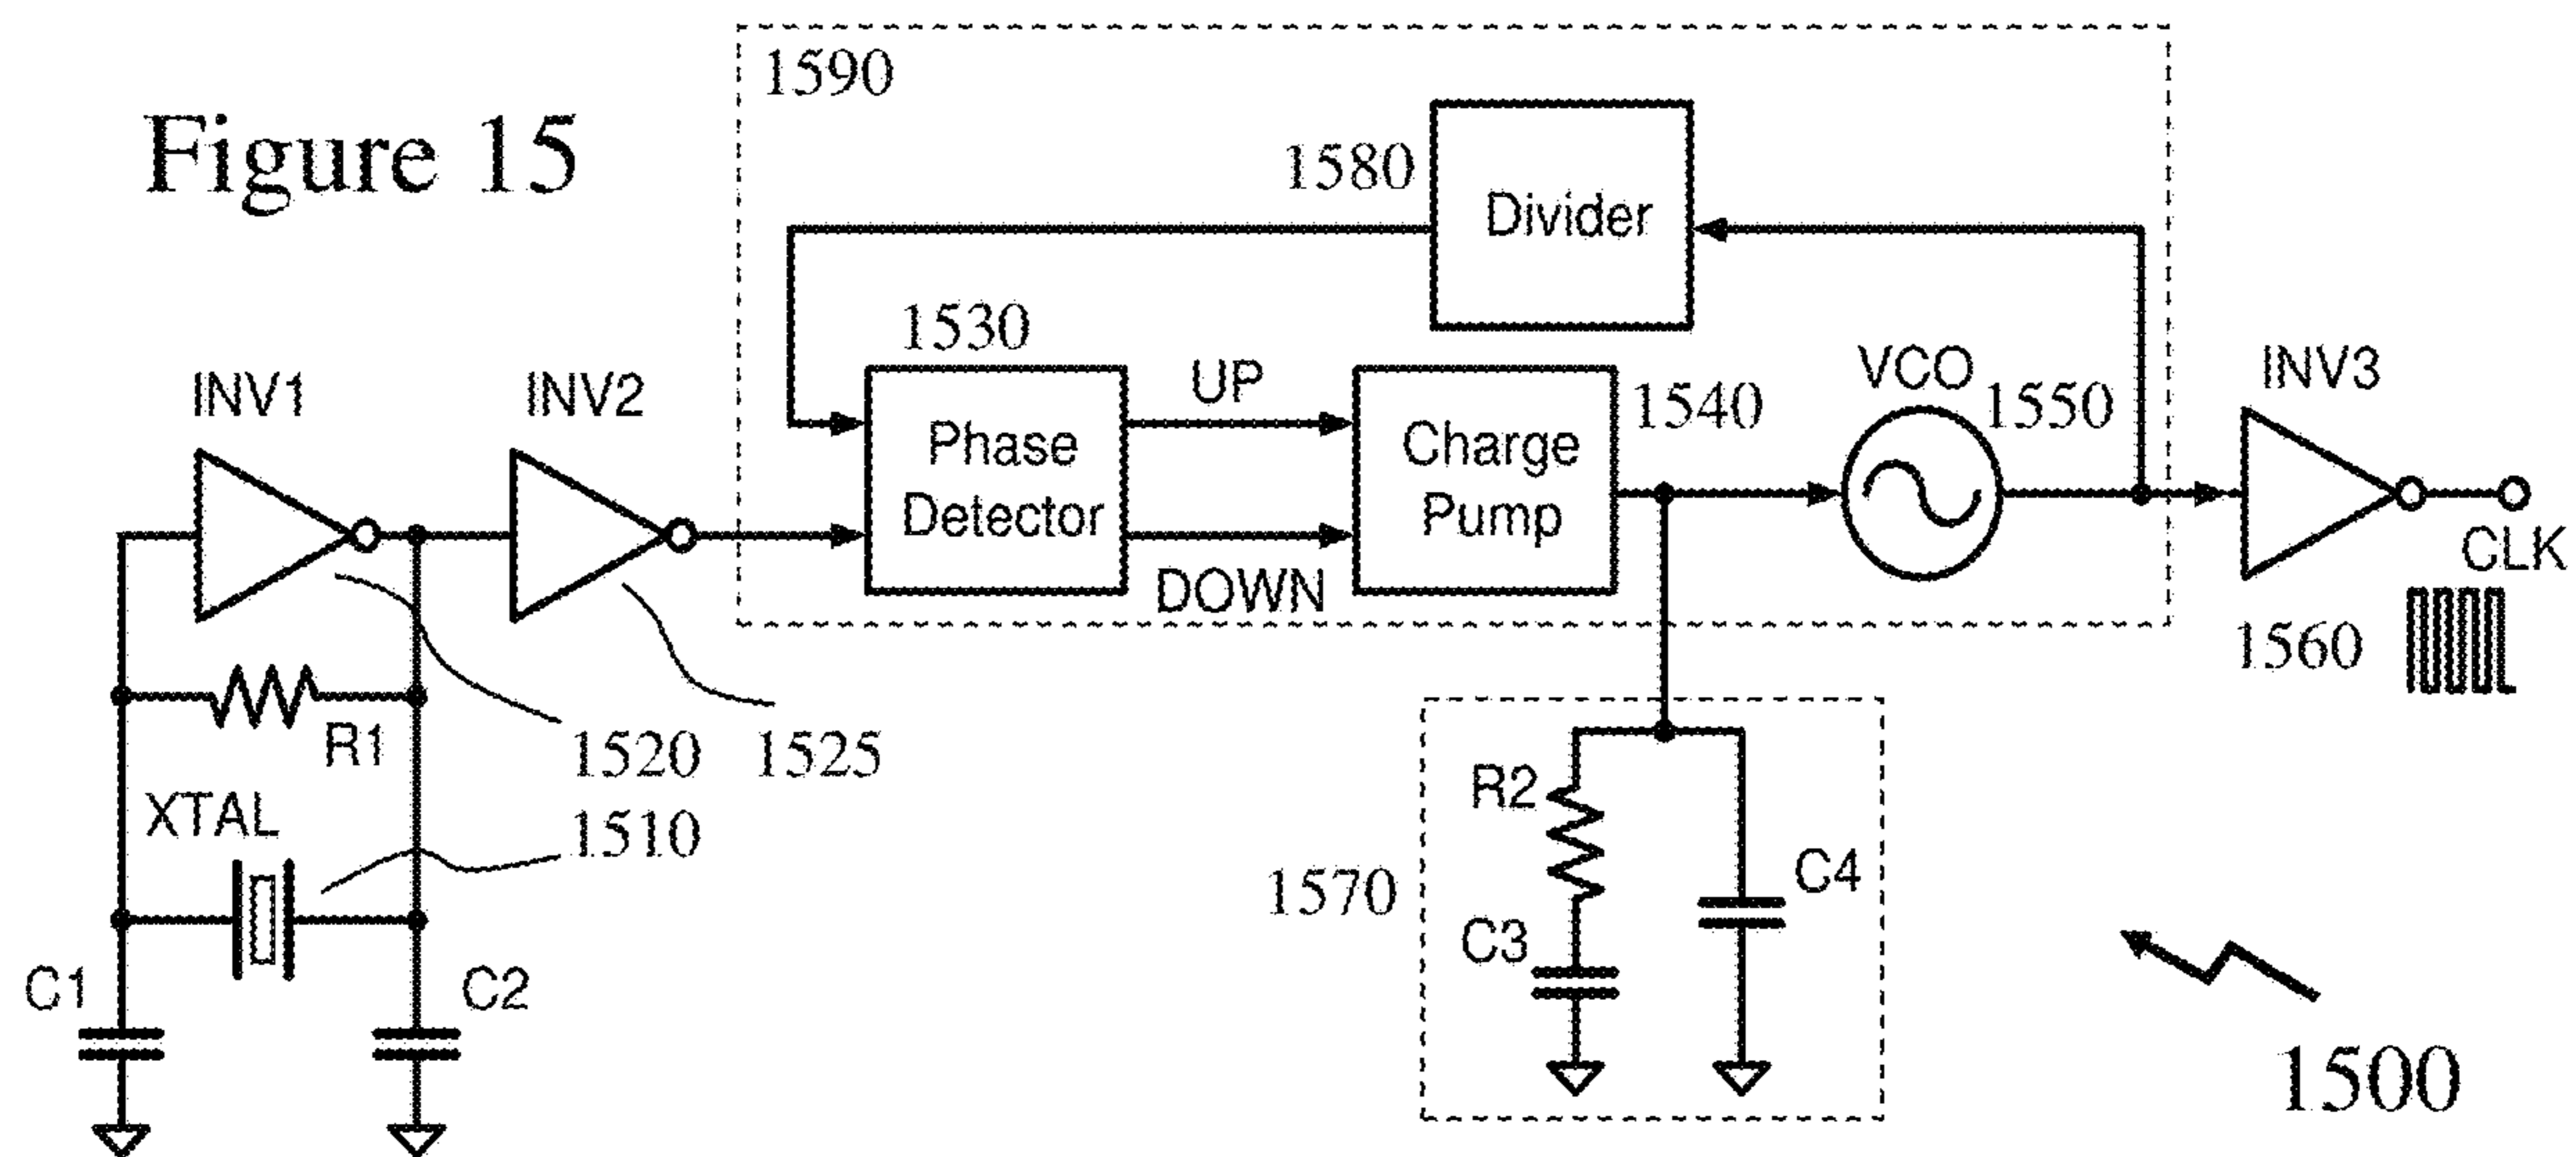 Figure 15
1590
1580
Divider
1530
UP
VCO
INV1
INV2
1540
1550
INV3
Phase
Detector
Charge
Pump
DOWN
CLK
1560
R1
1520
1525
XTAL
1510
R2
1570
C4
C3
C1
C2
1500